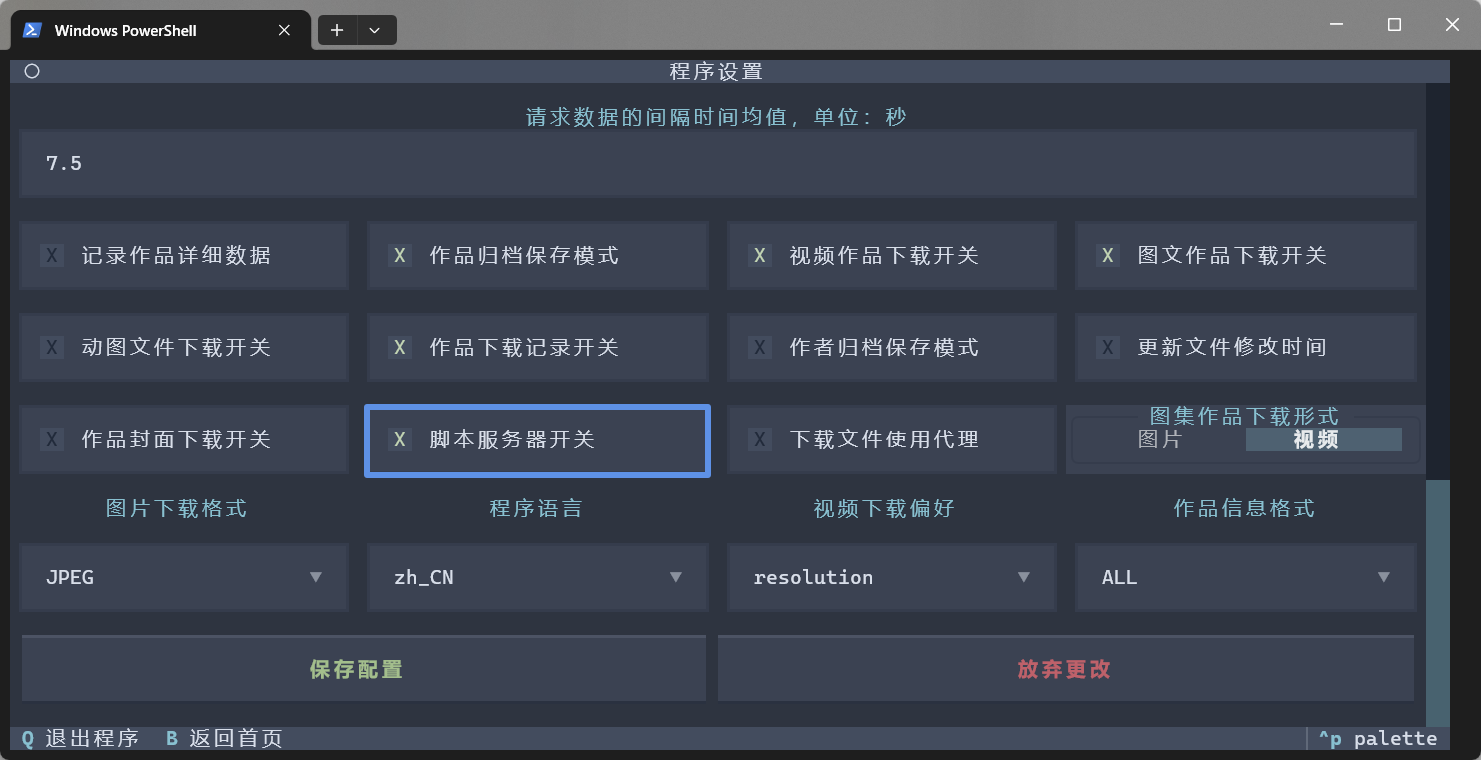 Windows PowerShell
程序设置
请求数据的间隔时间均值，单位：秒
7.5
X 记录作品详细数据 X 作品归档保存模式 X 视频作品下载开关 X 图文作品下载开关
X 动图文件下载开关 X 作品下载记录开关 X 作者归档保存模式 X 更新文件修改时间
图集作品下载形式
X 作品封面下载开关 X 脚本服务器开关 X 下载文件使用代理 图片 视频
图片下载格式 程序语言 视频下载偏好 作品信息格式
JPEG ▼ zh_CN ▼ resolution ▼ ALL ▼
保存配置 放弃更改
Q 退出程序 B 返回首页 ^p palette